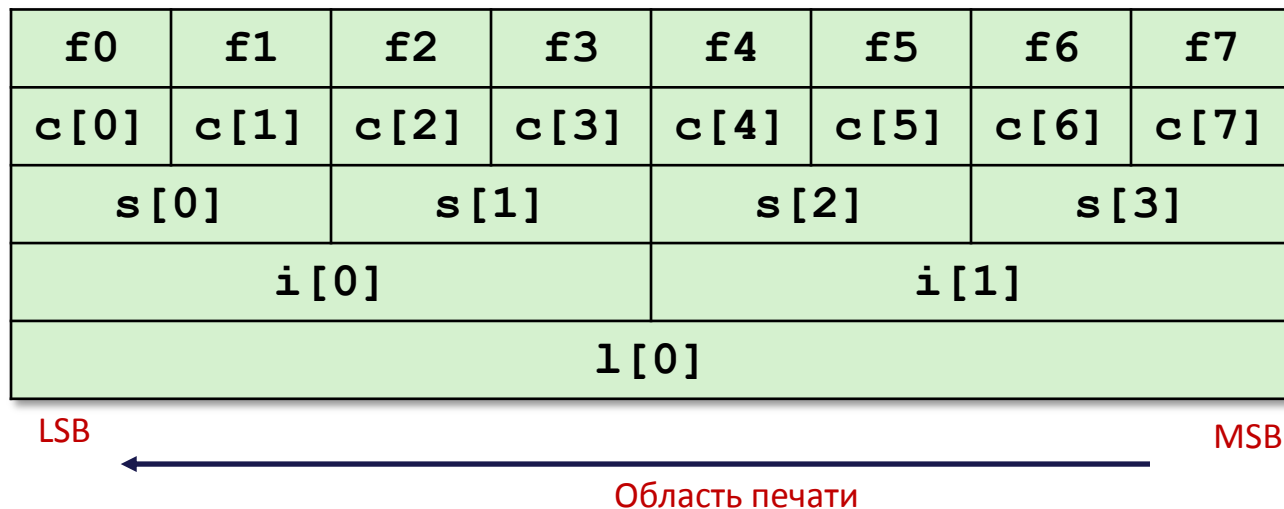 f0 f1 f2 f3 f4 f5 f6 f7
c[0] c[1] c[2] c[3] c[4] c[5] c[6] c[7]
s[0] s[1] s[2] s[3]
i[0] i[1]
l[0]
LSB MSB
Область печати